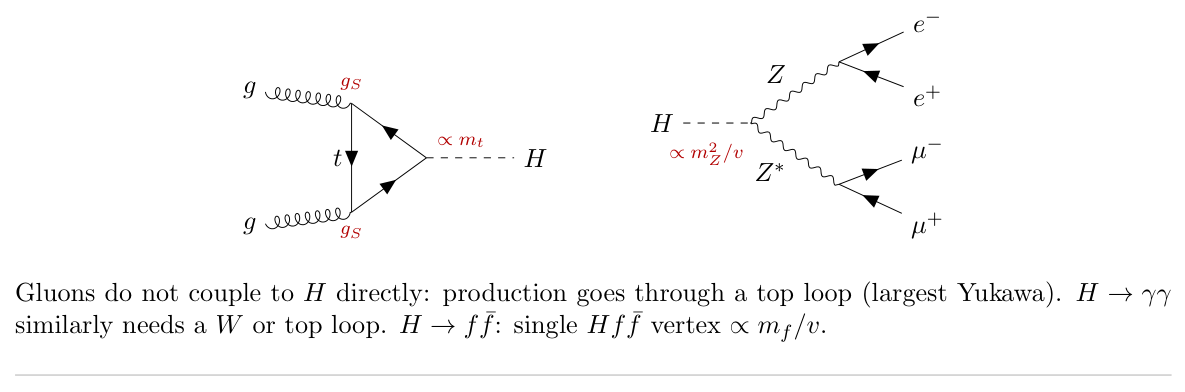 g
g_S
t
∝ m_t
H
g
g_S
H
∝ m_Z^2/v
Z
Z*
e^−
e^+
μ^−
μ^+
Gluons do not couple to H directly: production goes through a top loop (largest Yukawa). H → γγ
similarly needs a W or top loop. H → f f̄: single Hf f̄ vertex ∝ m_f/v.